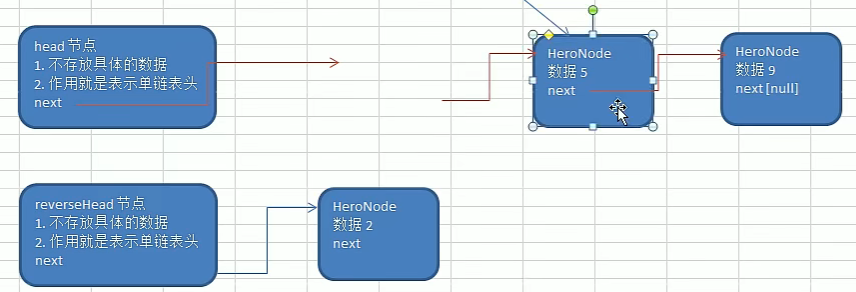 head 节点
1. 不存放具体的数据
2. 作用就是表示单链表头
next
HeroNode
数据 5
next
HeroNode
数据 9
next[null]
reverseHead 节点
1. 不存放具体的数据
2. 作用就是表示单链表头
next
HeroNode
数据 2
next